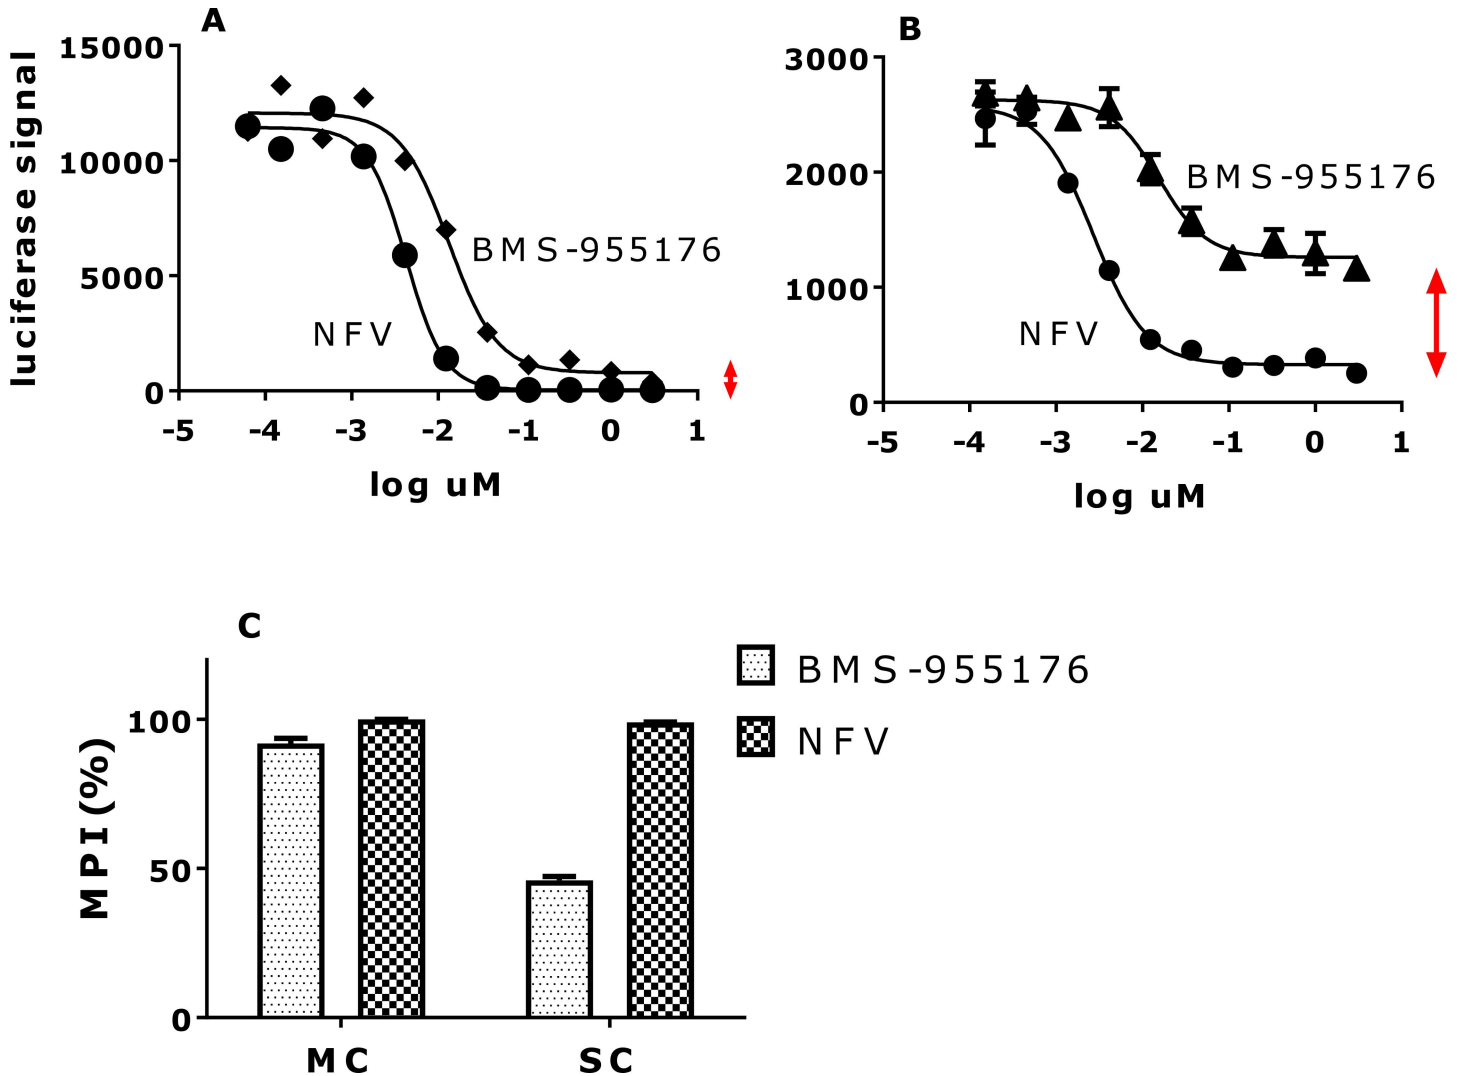 A
luciferase signal
15000
10000
5000
0
-5 -4 -3 -2 -1 0 1
log uM
BMS-955176
NFV
B
3000
2000
1000
0
-5 -4 -3 -2 -1 0 1
log uM
BMS-955176
NFV
C
MPI(%)
100
50
0
MC SC
BMS-955176
NFV